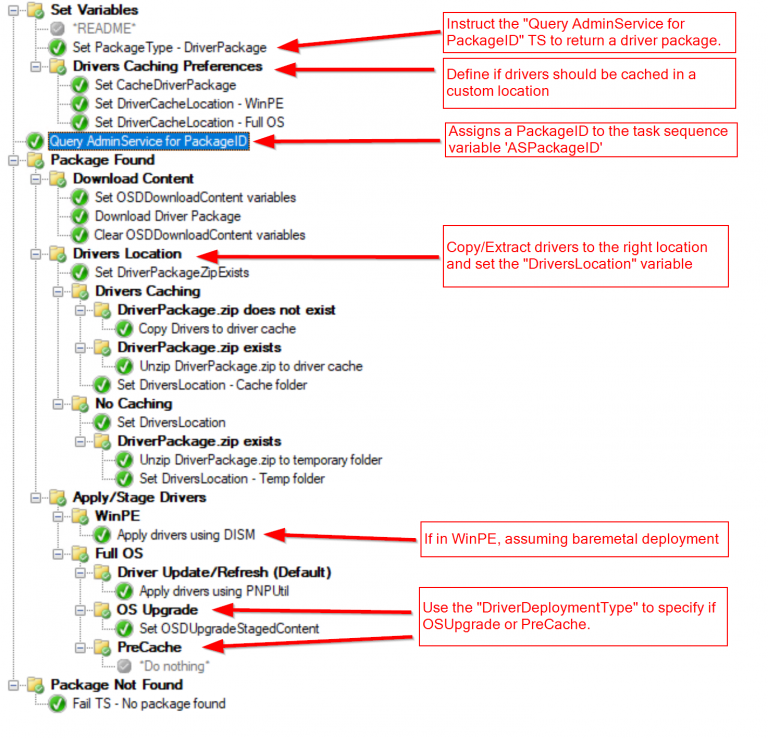 Set Variables
*README*
Set PackageType - DriverPackage
Instruct the "Query AdminService for
PackageID" TS to return a driver package.
Drivers Caching Preferences
Set CacheDriverPackage
Set DriverCacheLocation - WinPE
Set DriverCacheLocation - Full OS
Define if drivers should be cached in a
custom location
Query AdminService for PackageID
Assigns a PackageID to the task sequence
variable 'ASPackageID'
Package Found
Download Content
Set OSDDownloadContent variables
Download Driver Package
Clear OSDDownloadContent variables
Drivers Location
Copy/Extract drivers to the right location
and set the "DriversLocation" variable
Set DriverPackageZipExists
Drivers Caching
DriverPackage.zip does not exist
Copy Drivers to driver cache
DriverPackage.zip exists
Unzip DriverPackage.zip to driver cache
Set DriversLocation - Cache folder
No Caching
Set DriversLocation
DriverPackage.zip exists
Unzip DriverPackage.zip to temporary folder
Set DriversLocation - Temp folder
Apply/Stage Drivers
WinPE
Apply drivers using DISM
If in WinPE, assuming baremetal deployment
Full OS
Driver Update/Refresh (Default)
Apply drivers using PNPUtil
OS Upgrade
Set OSDUpgradeStagedContent
Use the "DriverDeploymentType" to specify if
OSUpgrade or PreCache.
PreCache
*Do nothing*
Package Not Found
Fail TS - No package found